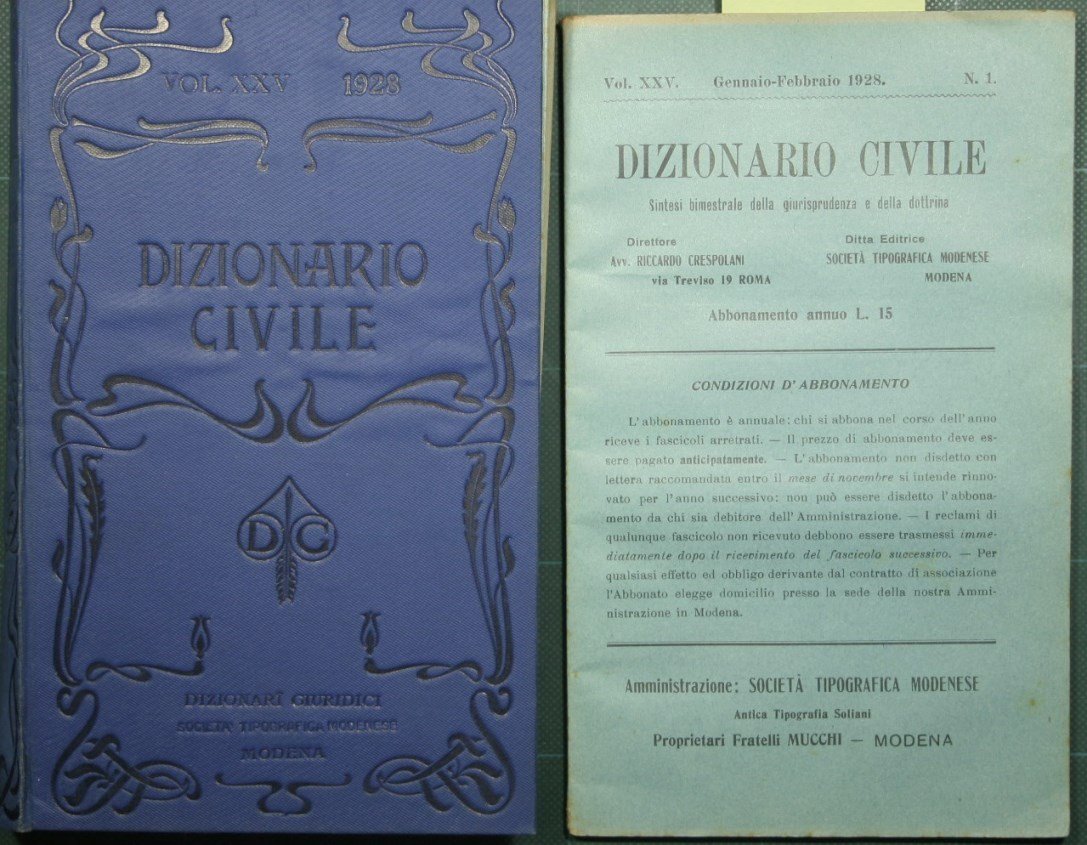 VOL. XXV 1928
DIZIONARIO
CIVILE
D C
DIZIONARÎ GIURIDICI
SOCIETA' TIPOGRAFICA MODENESE
MODENA
Vol. XXV. Gennaio-Febbraio 1928. N. 1.
DIZIONARIO CIVILE
Sintesi bimestrale della giurisprudenza e della dottrina
Direttore
Avv. RICCARDO CRESPOLANI
via Treviso 19 ROMA
Ditta Editrice
SOCIETÀ TIPOGRAFICA MODENESE
MODENA
Abbonamento annuo L. 15
CONDIZIONI D'ABBONAMENTO
L'abbonamento è annuale: chi si abbona nel corso dell'anno
riceve i fascicoli arretrati. — Il prezzo di abbonamento deve es-
sere pagato anticipatamente. — L'abbonamento non disdetto con
lettera raccomandata entro il mese di novembre si intende rinno-
vato per l'anno successivo: non può essere disdetto l'abbona-
mento da chi sia debitore dell'Amministrazione. — I reclami di
qualunque fascicolo non ricevuto debbono essere trasmessi imme-
diatamente dopo il ricevimento del fascicolo successivo. — Per
qualsiasi effetto ed obbligo derivante dal contratto di associazione
l'Abbonato elegge domicilio presso la sede della nostra Ammi-
nistrazione in Modena.
Amministrazione: SOCIETÀ TIPOGRAFICA MODENESE
Antica Tipografia Soliani
Proprietari Fratelli MUCCHI — MODENA